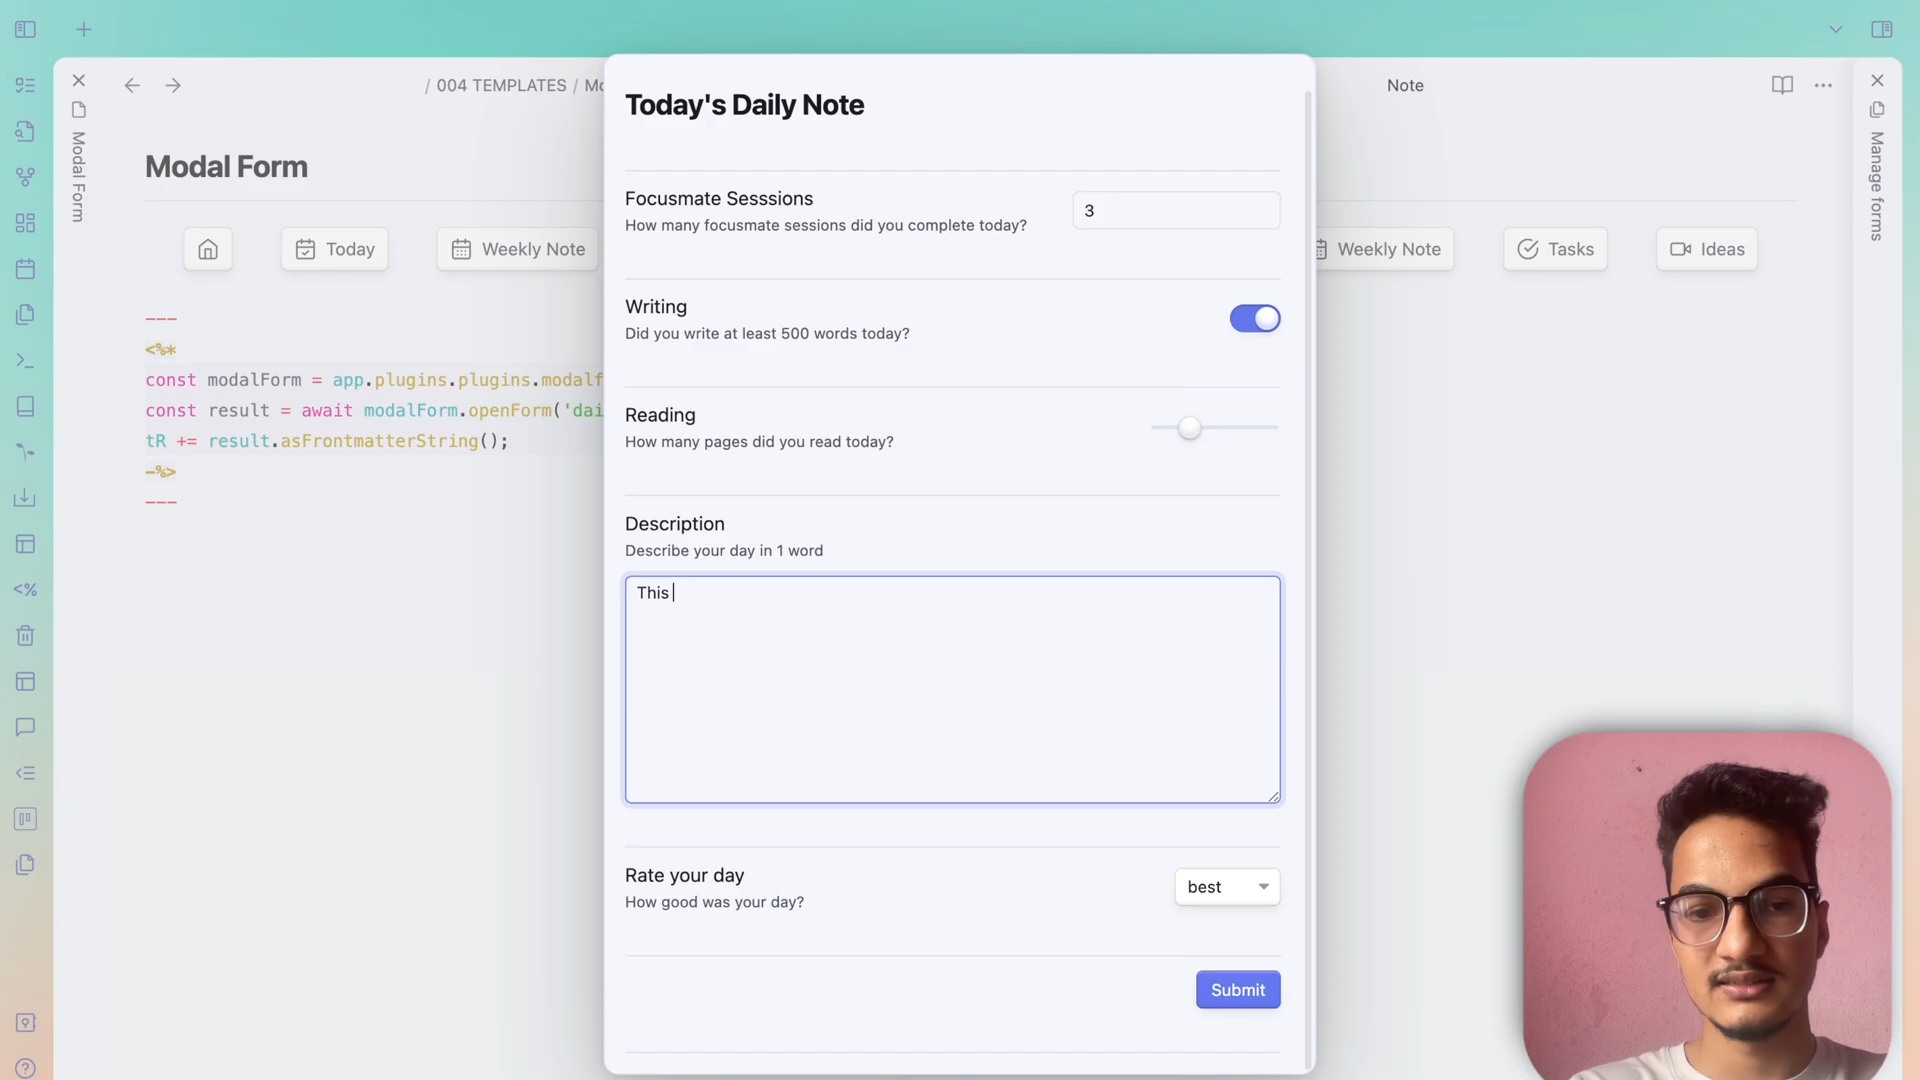 / 004 TEMPLATES /
Note
Modal Form
Manage forms
Modal Form
Today
Weekly Note
Weekly Note
Tasks
Ideas
---
<%*
const modalForm = app.plugins.plugins.modalf
const result = await modalForm.openForm('dai
tR += result.asFrontmatterString();
-%>
---
<%
Today's Daily Note
Focusmate Sesssions
How many focusmate sessions did you complete today?
3
Writing
Did you write at least 500 words today?
Reading
How many pages did you read today?
Description
Describe your day in 1 word
This
Rate your day
How good was your day?
best
Submit